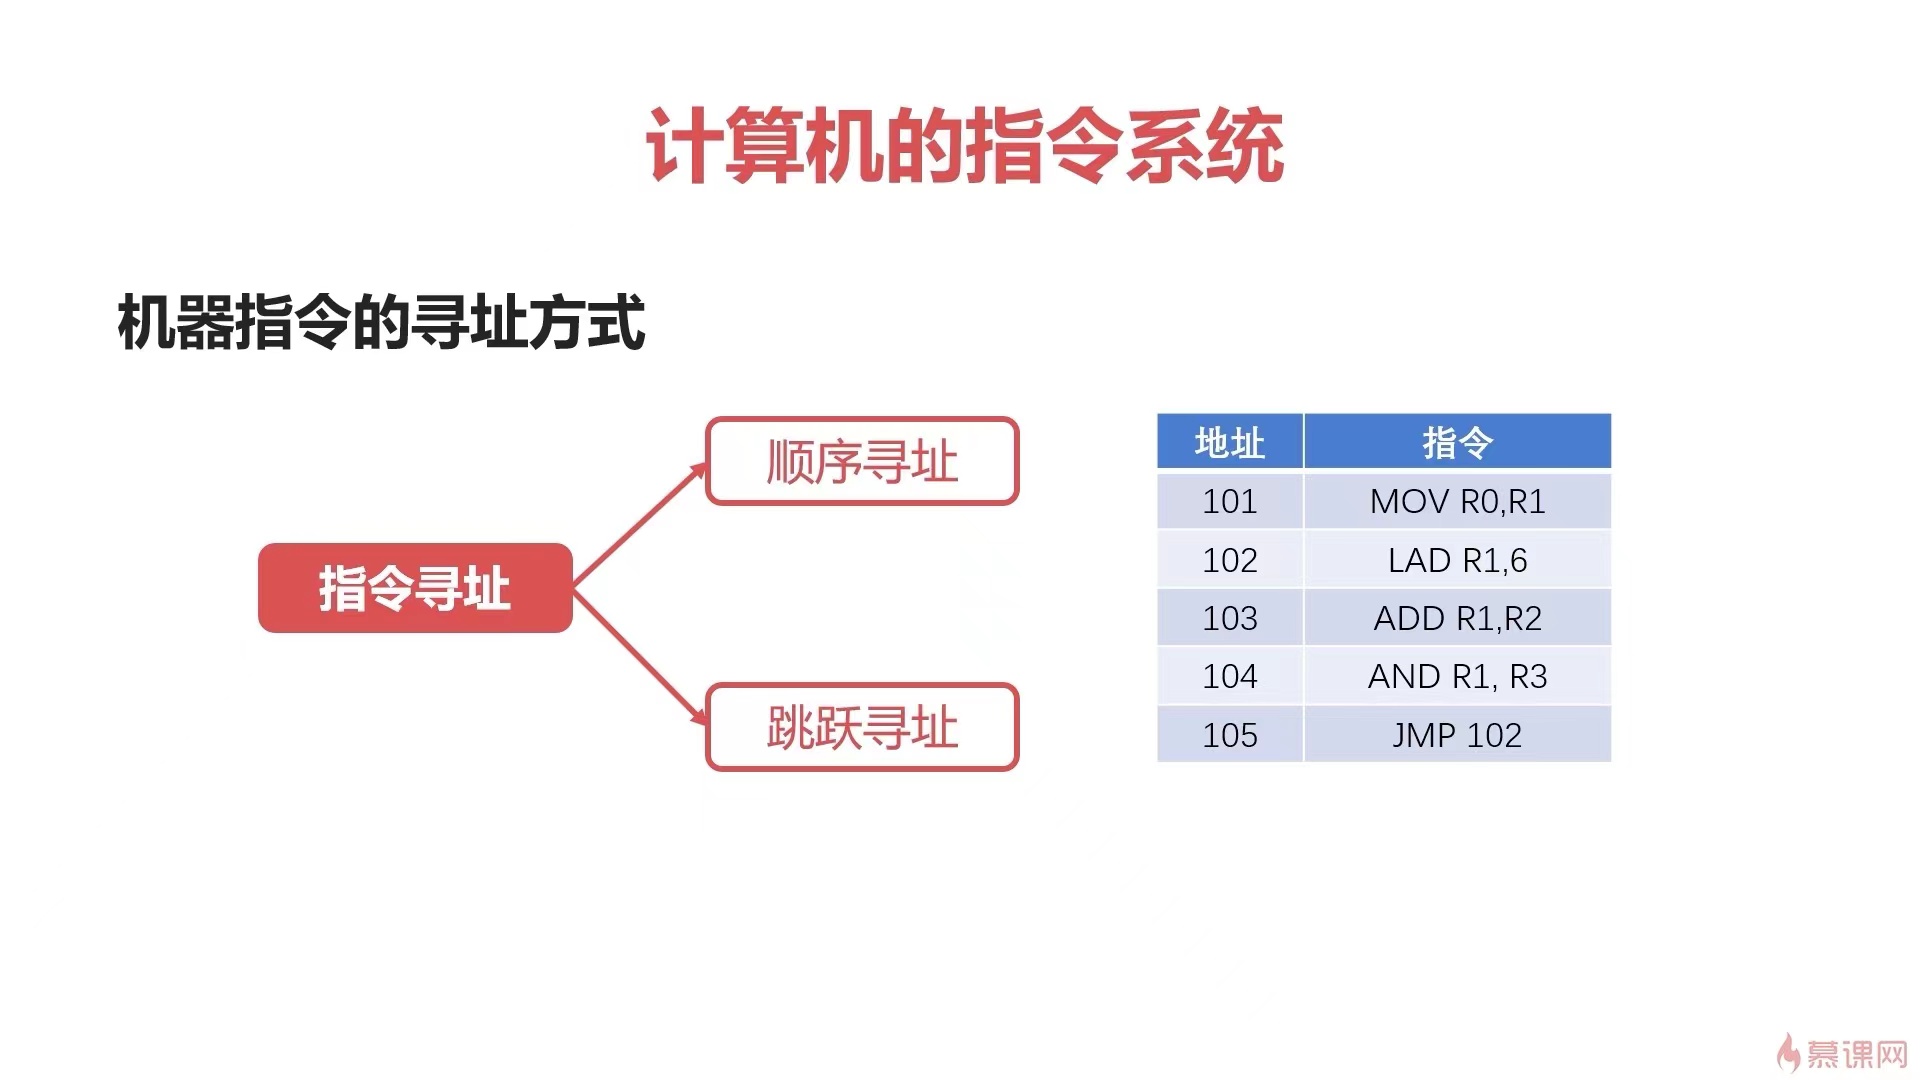 计算机的指令系统
机器指令的寻址方式
指令寻址
顺序寻址
跳跃寻址
地址 指令
101 MOV R0,R1
102 LAD R1,6
103 ADD R1,R2
104 AND R1, R3
105 JMP 102
慕课网